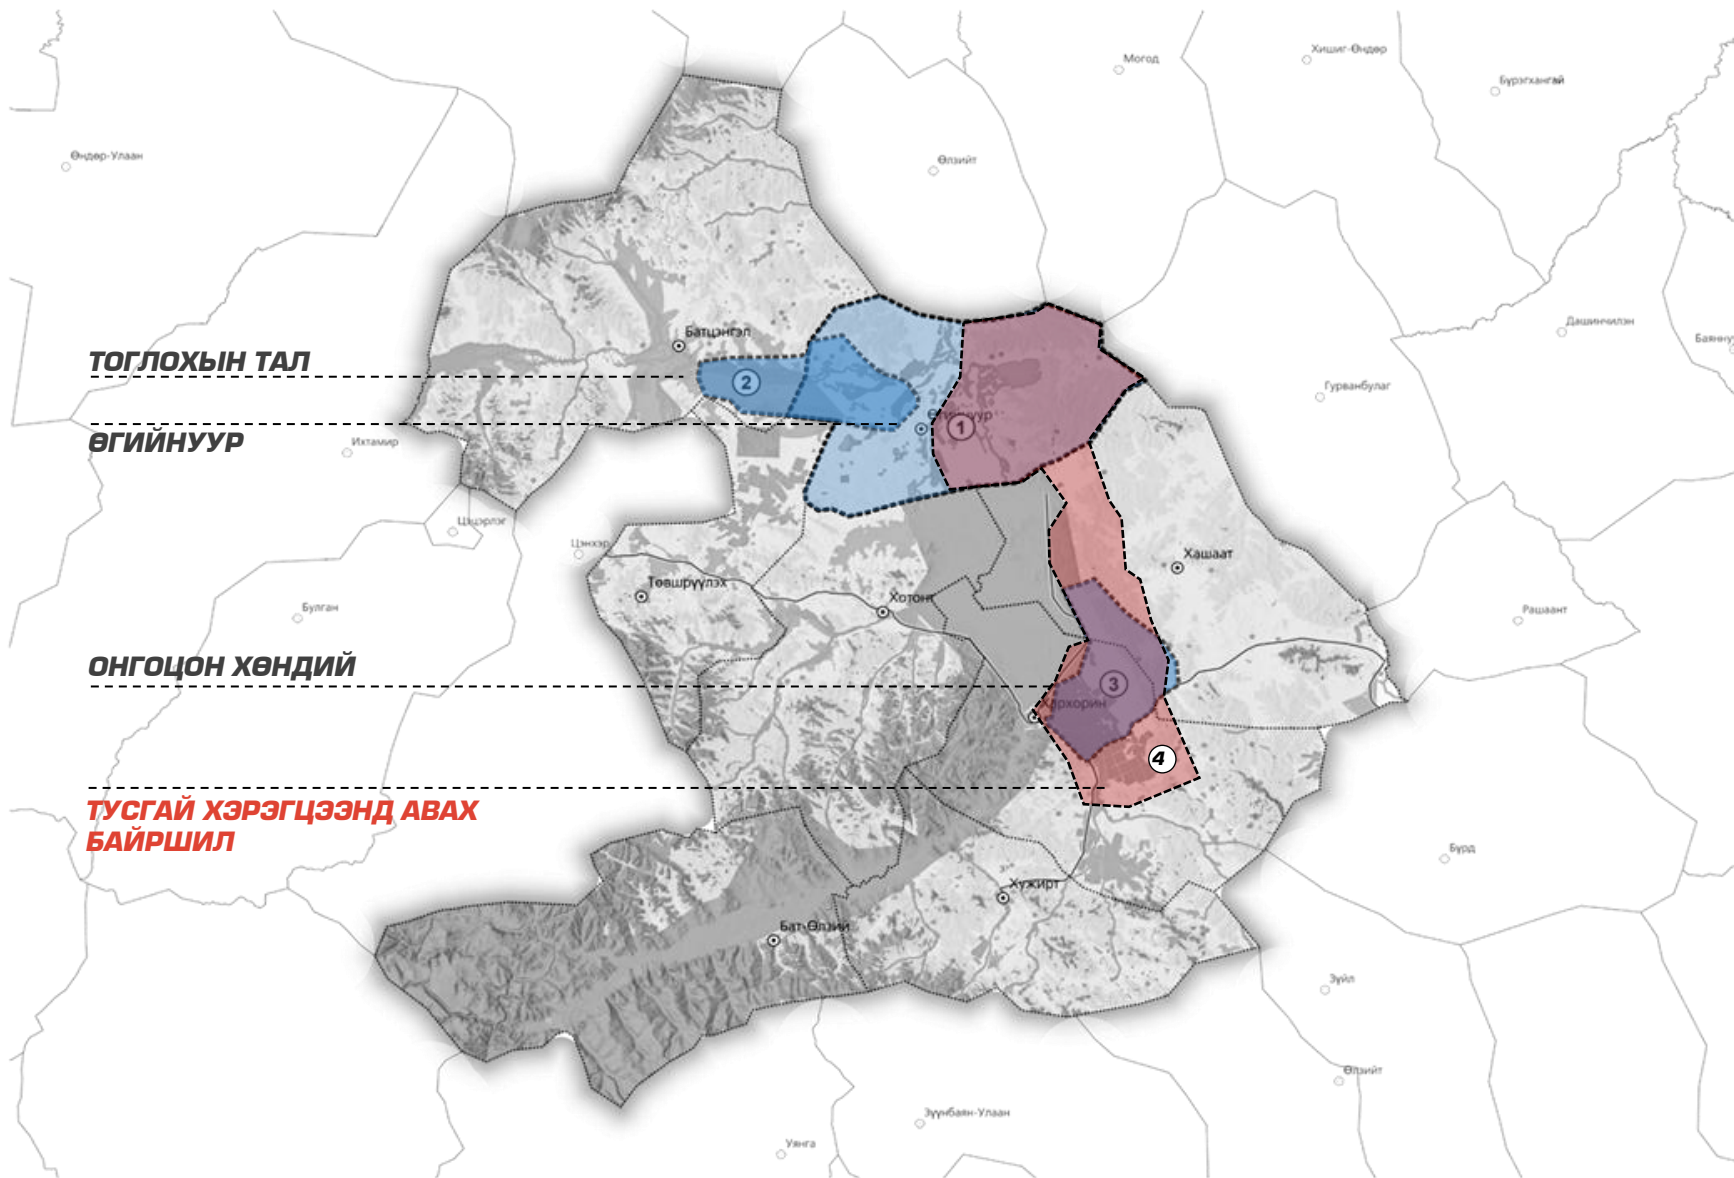 Могод
Хишиг-Өндөр
Бүрэгхангай
Өндөр-Улаан
Өлзийт
Дашинчилэн
Батцэнгэл
ТОГЛОХЫН ТАЛ
2
Гурванбулаг
Өгийнуур
1
ӨГИЙНУУР
Ихтамир
Цэцэрлэг
Цэнхэр
Хашаат
Төвшрүүлэх
Хотонт
Булган
Рашаант
ОНГОЦОН ХӨНДИЙ
3
Хархорин
4
ТУСГАЙ ХЭРЭГЦЭЭНД АВАХ
БАЙРШИЛ
Бүрд
Хужирт
Бат-Өлзий
Зүйл
Өлзийт
Зүүнбаян-Улаан
Уянга